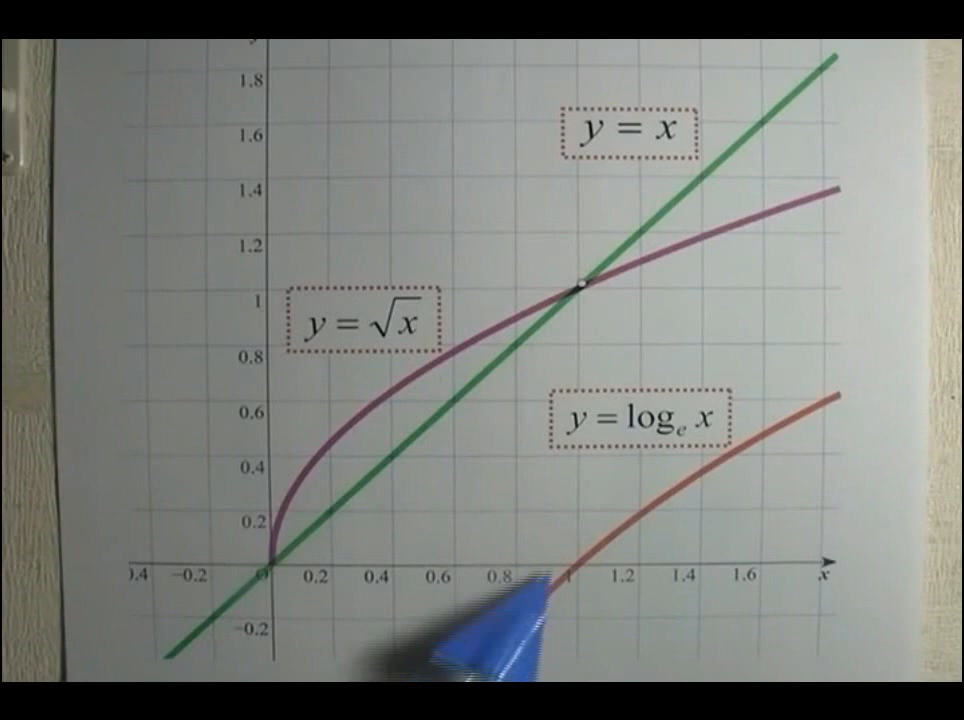 1.8
1.6
y = x
1.4
1.2
1
y = √x
0.8
0.6
y = logₑ x
0.4
0.2
−0.2 O 0.2 0.4 0.6 0.8 1 1.2 1.4 1.6 x
−0.2